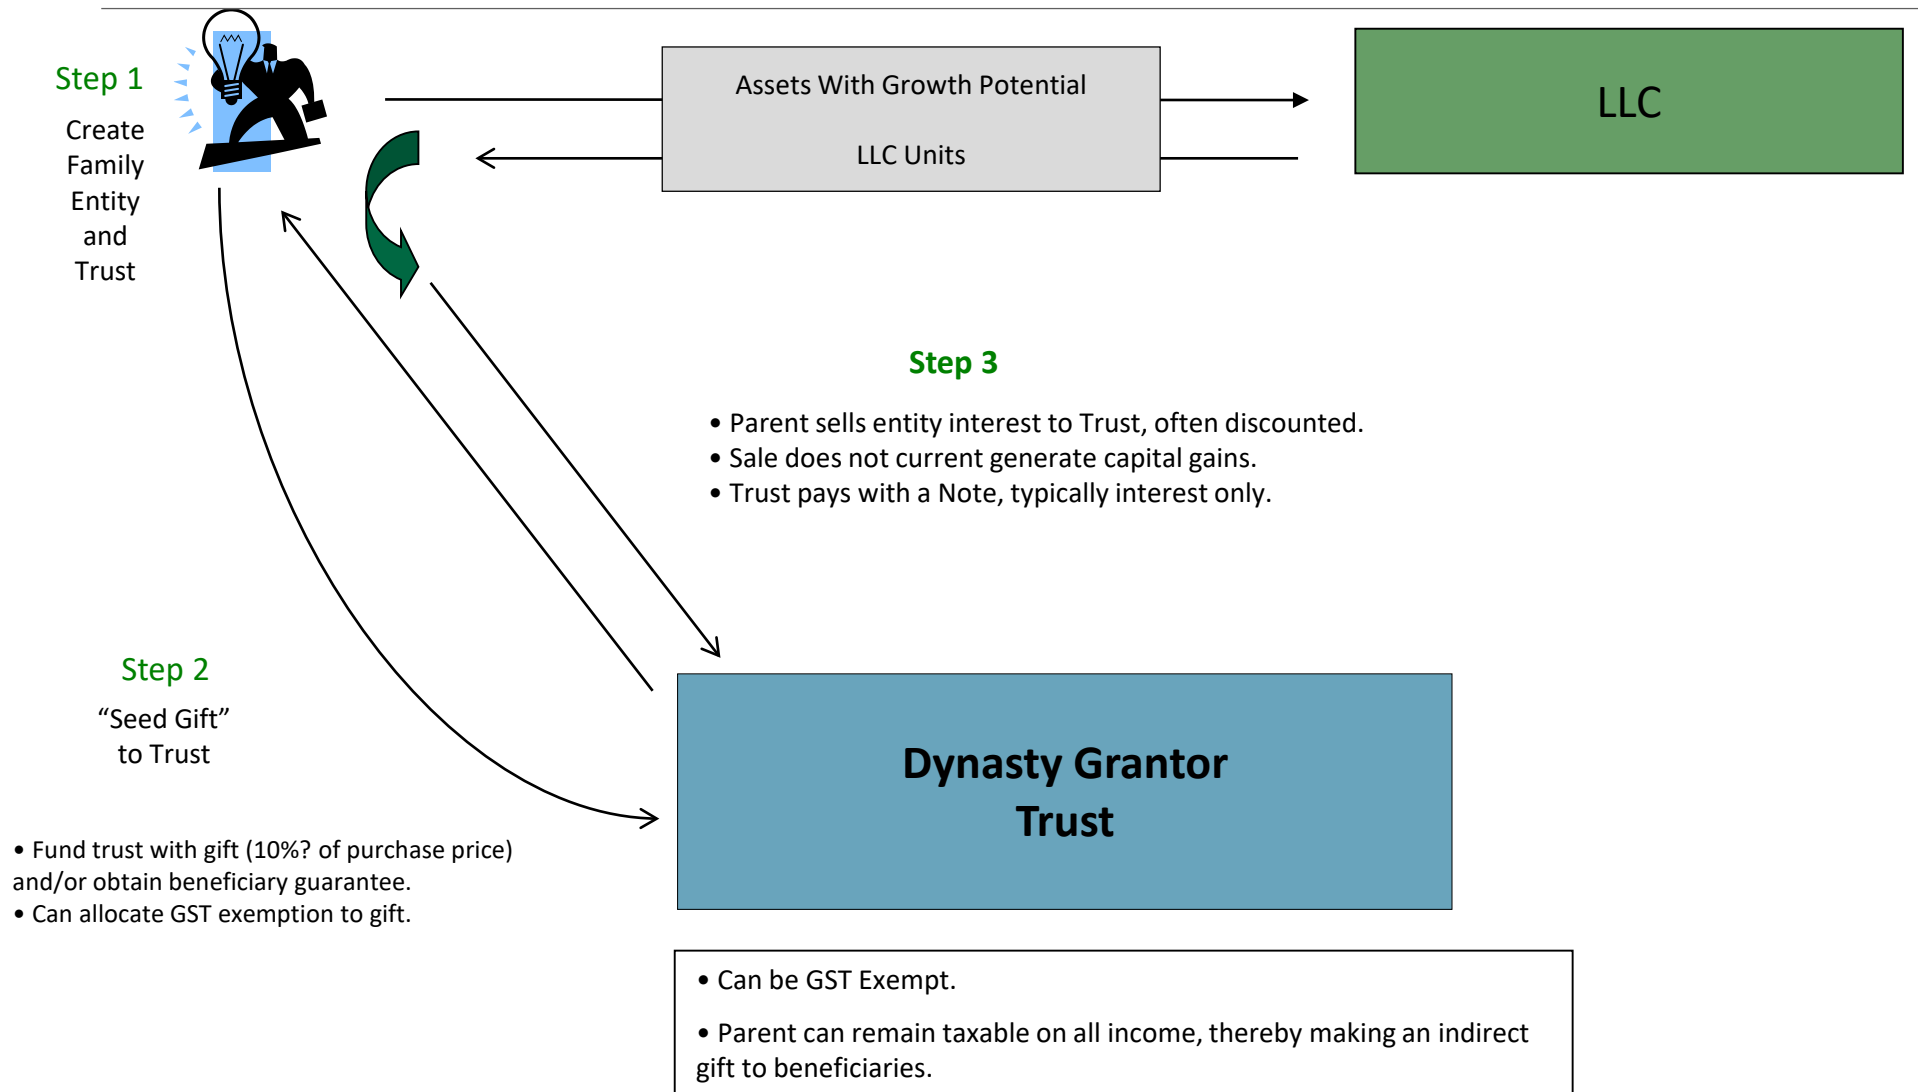 Step 1
Create
Family
Entity
and
Trust
Assets With Growth Potential
LLC Units
LLC
Step 3
• Parent sells entity interest to Trust, often discounted.
• Sale does not current generate capital gains.
• Trust pays with a Note, typically interest only.
Step 2
“Seed Gift”
to Trust
• Fund trust with gift (10%? of purchase price)
and/or obtain beneficiary guarantee.
• Can allocate GST exemption to gift.
Dynasty Grantor
Trust
• Can be GST Exempt.
• Parent can remain taxable on all income, thereby making an indirect
gift to beneficiaries.